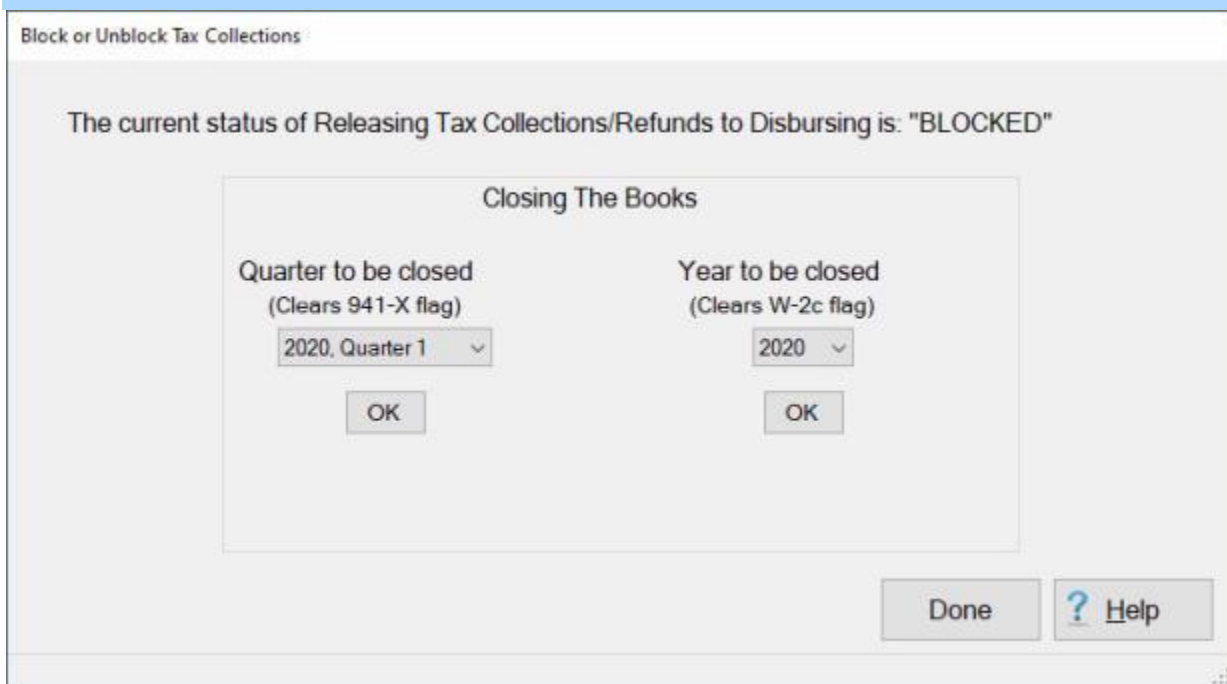 Block or Unblock Tax Collections
The current status of Releasing Tax Collections/Refunds to Disbursing is: "BLOCKED"
Closing The Books
Quarter to be closed
(Clears 941-X flag)
2020, Quarter 1
OK
Year to be closed
(Clears W-2c flag)
2020
OK
Done
? Help